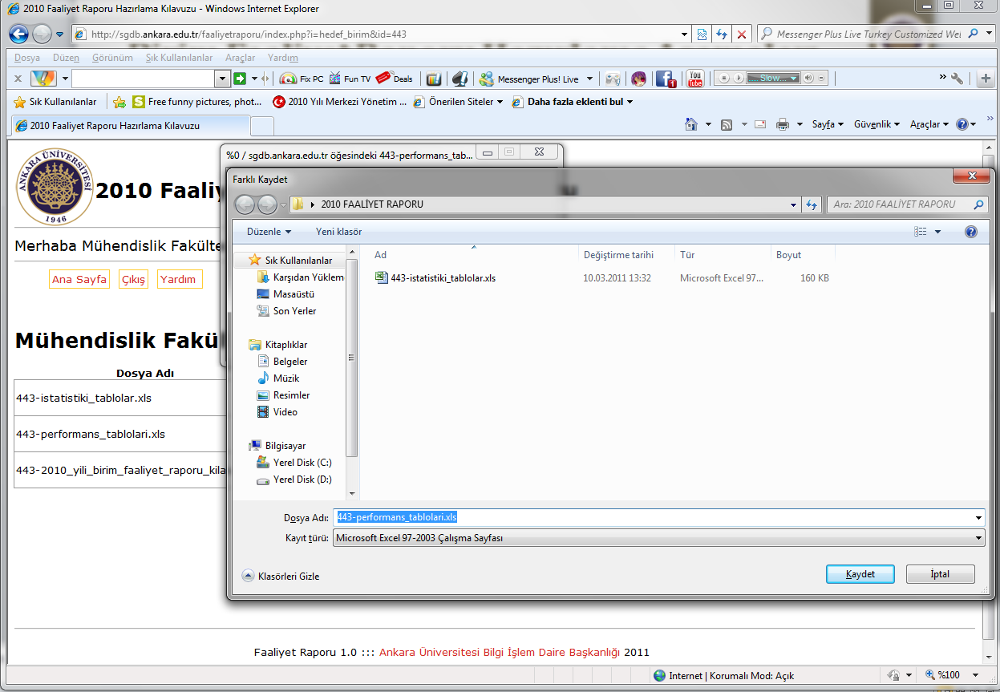 2010 Faaliyet Raporu Hazırlama Kılavuzu - Windows Internet Explorer
http://sgdb.ankara.edu.tr/faaliyetraporu/index.php?i=hedef_birim&id=443
Messenger Plus Live Turkey Customized We
Dosya Düzen Görünüm Sık Kullanılanlar Araçlar Yardım
Fix PC Fun TV Deals Messenger Plus! Live 1 You Tube Slow...
Sık Kullanılanlar Free funny pictures, phot... 2010 Yılı Merkezi Yönetim ... Önerilen Siteler Daha fazla eklenti bul
2010 Faaliyet Raporu Hazırlama Kılavuzu
Sayfa Güvenlik Araçlar
%0 / sgdb.ankara.edu.tr öğesindeki 443-performans_tab...
ANKARA ÜNİVERSİTESİ
1946
2010 Faaliy
Merhaba Mühendislik Fakülte
Ana Sayfa Çıkış Yardım
Mühendislik Fakü
Dosya Adı
443-istatistiki_tablolar.xls
443-performans_tablolari.xls
443-2010_yili_birim_faaliyet_raporu_kila
Farklı Kaydet
2010 FAALİYET RAPORU
Ara: 2010 FAALİYET RAPORU
Düzenle Yeni klasör
Sık Kullanılanlar
Karşıdan Yüklem
Masaüstü
Son Yerler
Kitaplıklar
Belgeler
Müzik
Resimler
Video
Bilgisayar
Yerel Disk (C:)
Yerel Disk (D:)
Ad Değiştirme tarihi Tür Boyut
443-istatistiki_tablolar.xls 10.03.2011 13:32 Microsoft Excel 97... 160 KB
Dosya Adı: 443-performans_tablolari.xls
Kayıt türü: Microsoft Excel 97-2003 Çalışma Sayfası
Klasörleri Gizle
Kaydet İptal
Faaliyet Raporu 1.0 ::: Ankara Üniversitesi Bilgi İşlem Daire Başkanlığı 2011
Internet | Korumalı Mod: Açık
%100